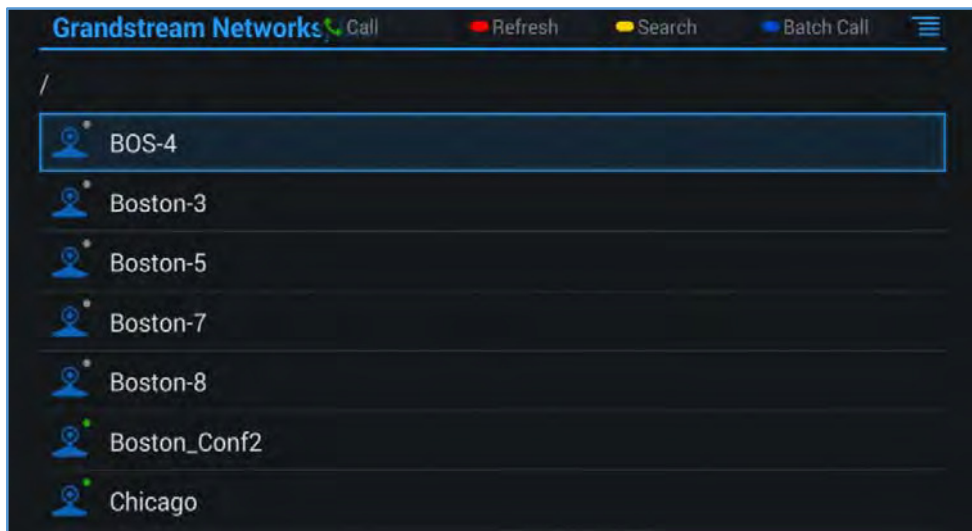 Grandstream Networks Call Refresh Search Batch Call
/
BOS-4
Boston-3
Boston-5
Boston-7
Boston-8
Boston_Conf2
Chicago